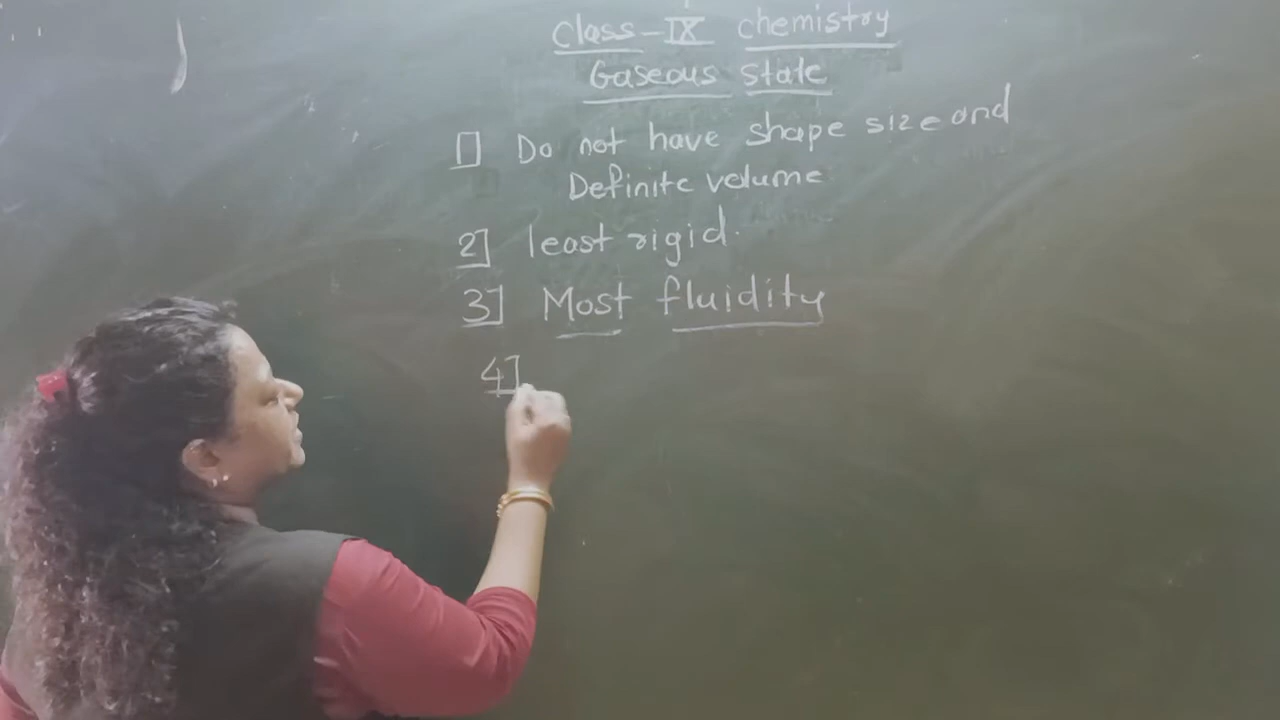 Class-IX chemistry
Gaseous state
1] Do not have shape size and
Definite volume
2] least rigid.
3] Most fluidity
4]